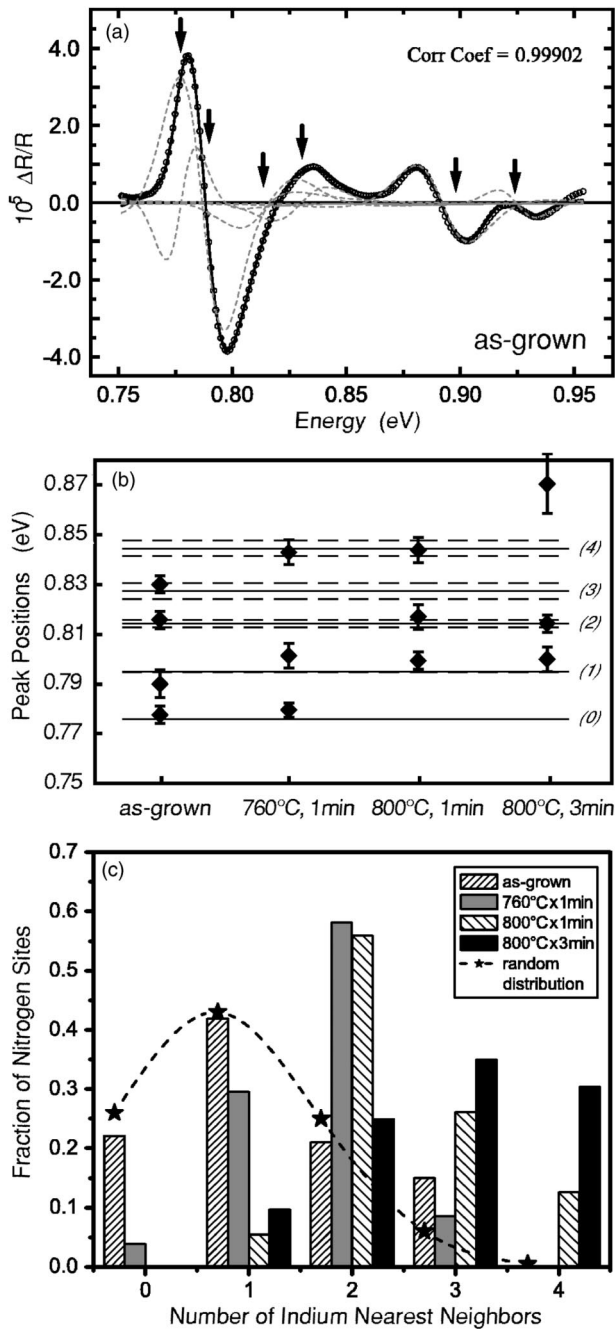 (a)
Corr Coef = 0.99902
4.0
2.0
0.0
-2.0
-4.0
10⁵ ΔR/R
as-grown
0.75 0.80 0.85 0.90 0.95
Energy (eV)
(b)
0.87
0.85
0.83
0.81
0.79
0.77
0.75
Peak Positions (eV)
(4)
(3)
(2)
(1)
(0)
as-grown 760°C, 1min 800°C, 1min 800°C, 3min
(c)
0.7
0.6
0.5
0.4
0.3
0.2
0.1
0.0
Fraction of Nitrogen Sites
as-grown
760°Cx1min
800°Cx1min
800°Cx3min
random
distribution
0 1 2 3 4
Number of Indium Nearest Neighbors